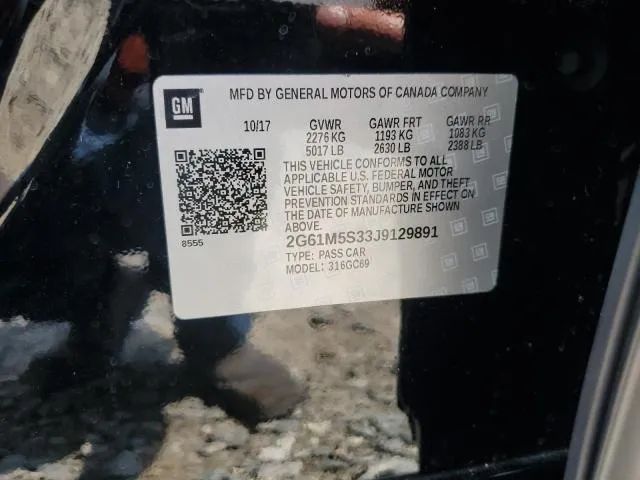 GM
MFD BY GENERAL MOTORS OF CANADA COMPANY
10/17 GVWR GAWR FRT GAWR RR
2276 KG 1193 KG 1083 KG
5017 LB 2630 LB 2388 LB
THIS VEHICLE CONFORMS TO ALL
APPLICABLE U.S. FEDERAL MOTOR
VEHICLE SAFETY, BUMPER, AND THEFT
PREVENTION STANDARDS IN EFFECT ON
THE DATE OF MANUFACTURE SHOWN
ABOVE.
8555
2G61M5S33J9129891
TYPE: PASS CAR
MODEL: 316GC69